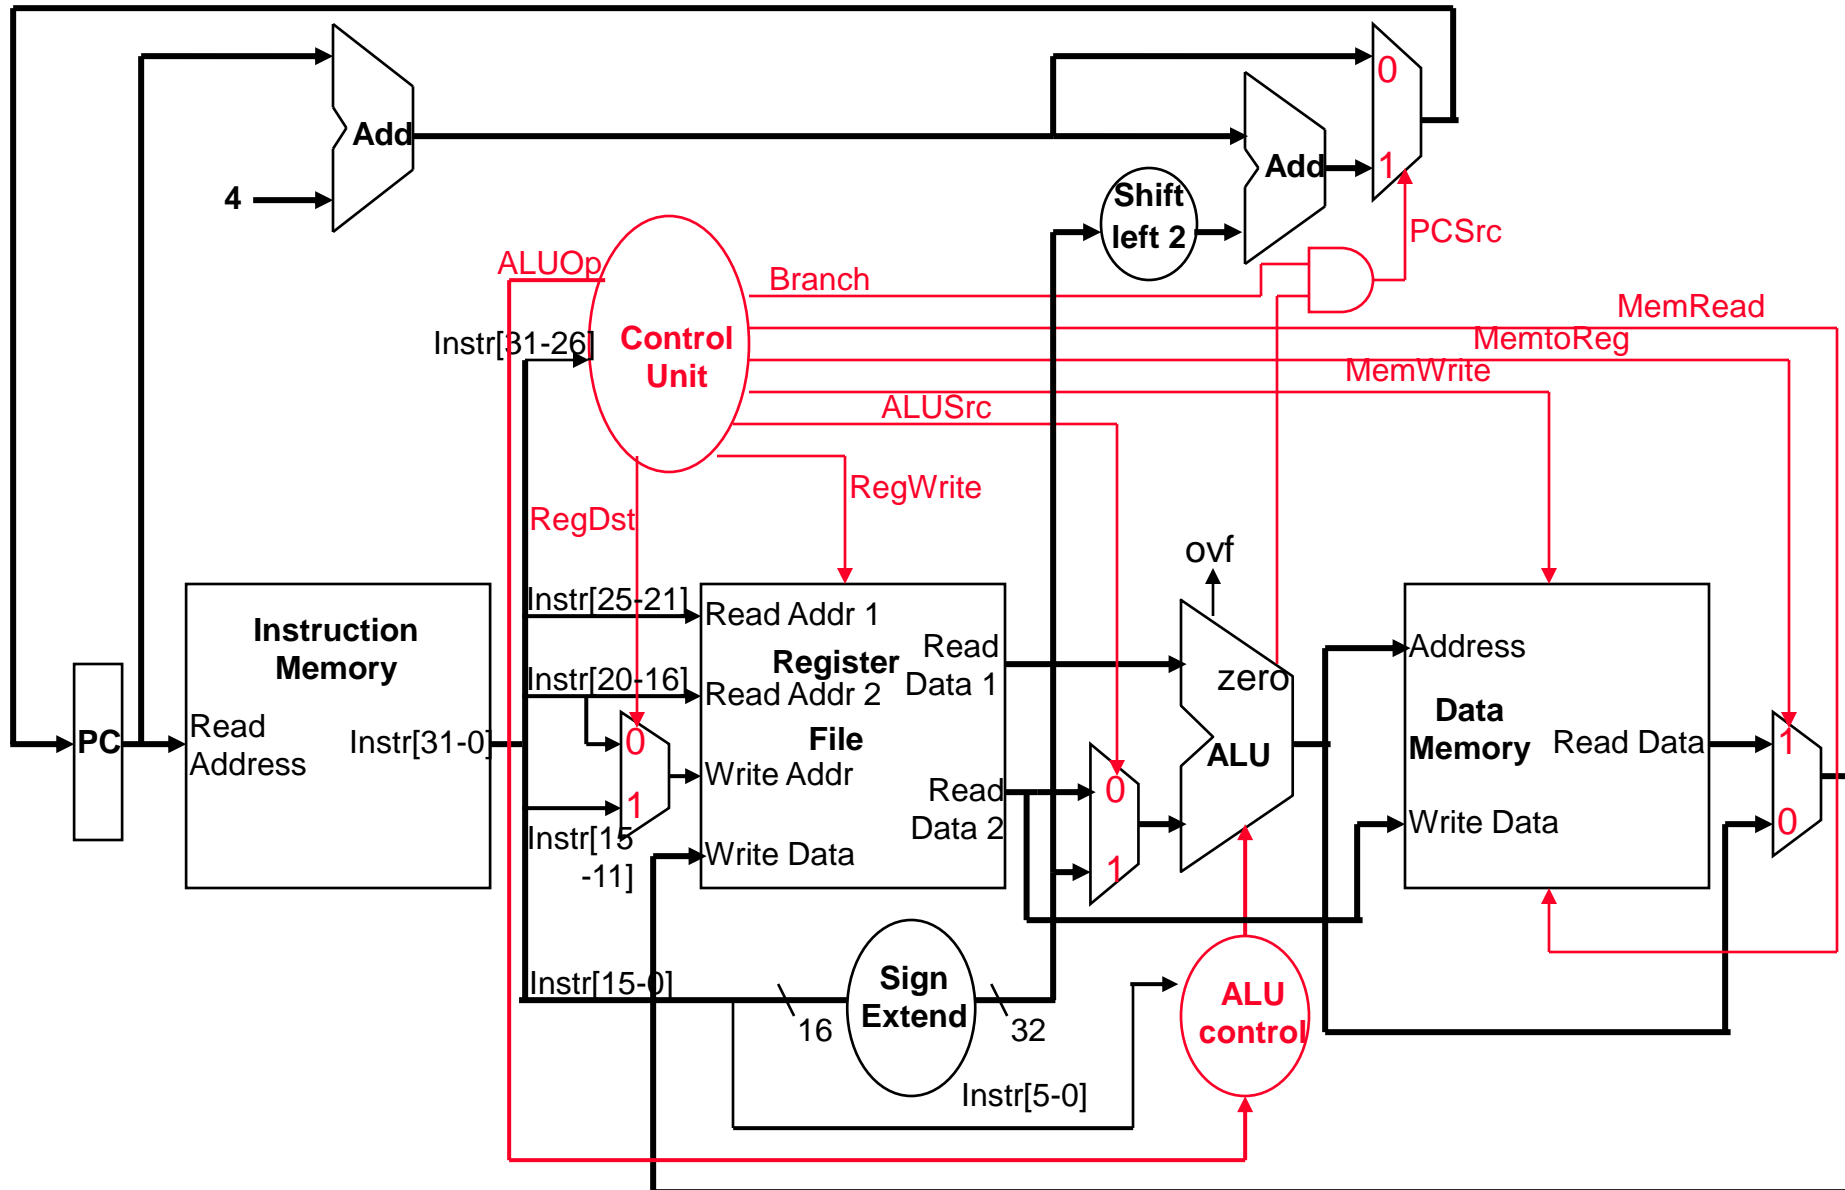 0
Add
Add
1
4
Shift
left 2
PCSrc
ALUOp
Branch
MemRead
Instr[31-26]
Control
Unit
MemtoReg
MemWrite
ALUSrc
RegWrite
RegDst
ovf
Instr[25-21]
Read Addr 1
Instruction
Memory
Register
Read
Data 1
Address
Instr[20-16]
Read Addr 2
zero
Data
Memory
PC
Read
Address
Instr[31-0]
0
File
ALU
Read Data
1
Write Addr
Read
Data 2
0
1
Instr[15
-11]
Write Data
1
Write Data
0
Instr[15-0]
Sign
Extend
16
32
ALU
control
Instr[5-0]